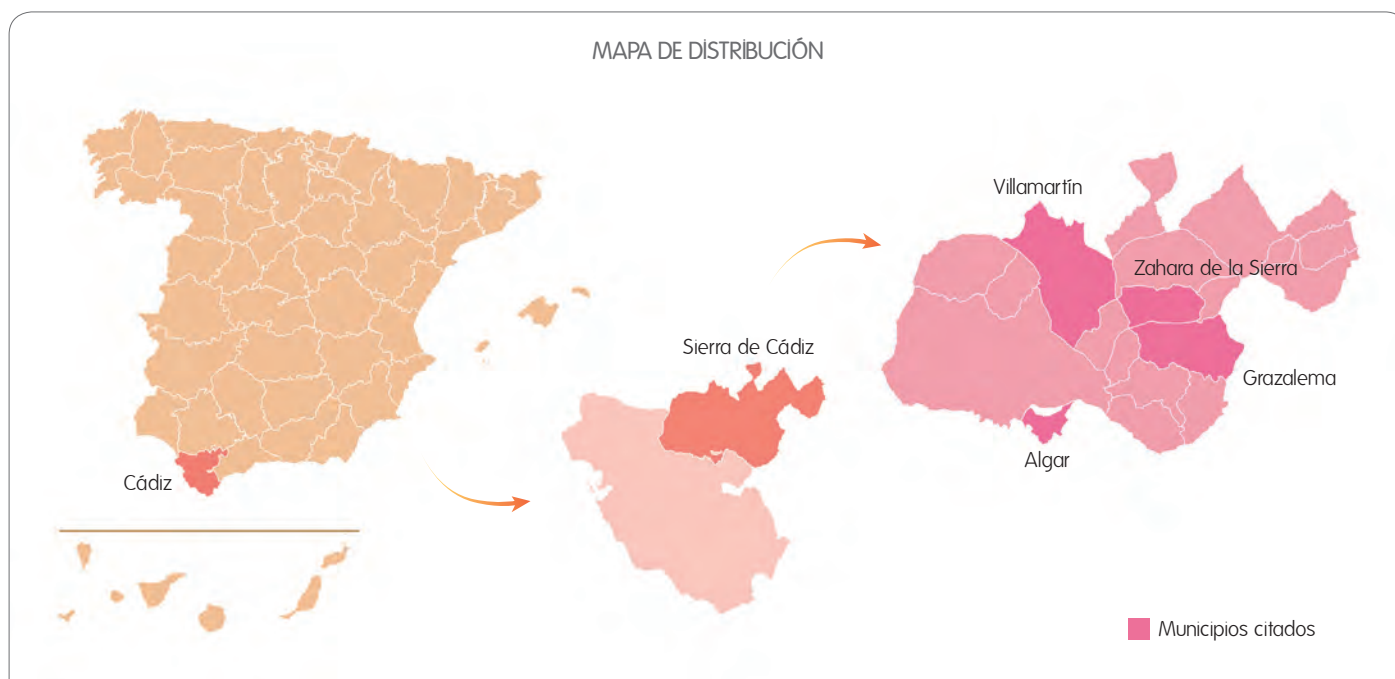 MAPA DE DISTRIBUCIÓN
Villamartín
Zahara de la Sierra
Sierra de Cádiz
Grazalema
Algar
Cádiz
Municipios citados